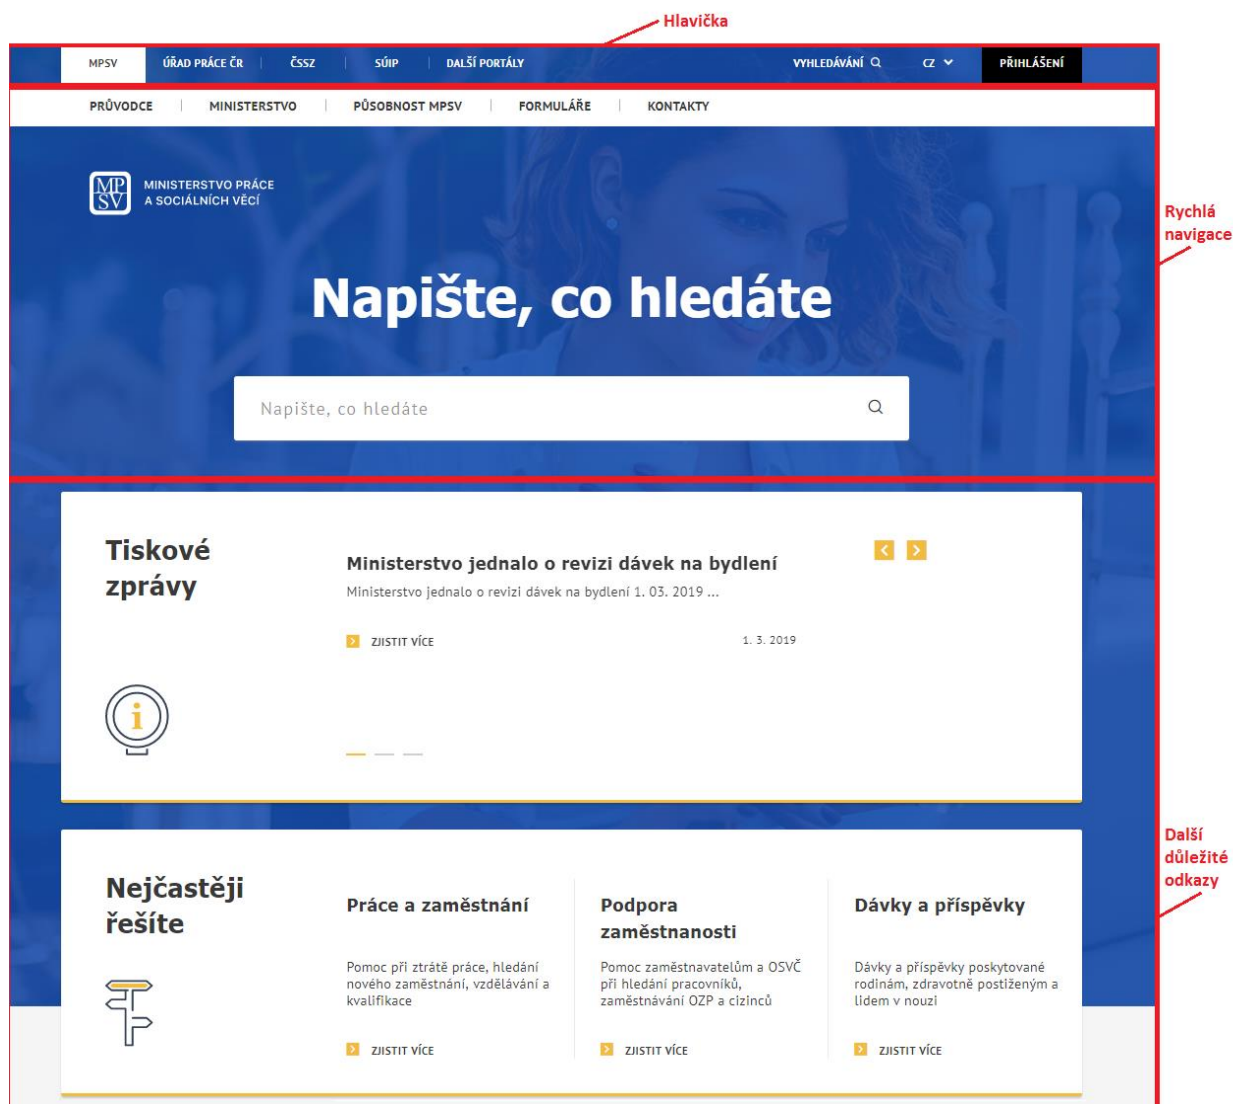 Hlavička
MPSV ÚŘAD PRÁCE ČR ČSSZ SÚIP DALŠÍ PORTÁLY VYHLEDÁVÁNÍ CZ PŘIHLÁŠENÍ
PRŮVODCE MINISTERSTVO PŮSOBNOST MPSV FORMULÁŘE KONTAKTY
MP
SV
MINISTERSTVO PRÁCE
A SOCIÁLNÍCH VĚCÍ
Rychlá
navigace
Napište, co hledáte
Napište, co hledáte
Tiskové
zprávy
Ministerstvo jednalo o revizi dávek na bydlení
Ministerstvo jednalo o revizi dávek na bydlení 1. 03. 2019 ...
ZJISTIT VÍCE 1. 3. 2019
i
Další
důležité
odkazy
Nejčastěji
řešíte
Práce a zaměstnání
Pomoc při ztrátě práce, hledání
nového zaměstnání, vzdělávání a
kvalifikace
ZJISTIT VÍCE
Podpora
zaměstnanosti
Pomoc zaměstnavatelům a OSVČ
při hledání pracovníků,
zaměstnávání OZP a cizinců
ZJISTIT VÍCE
Dávky a příspěvky
Dávky a příspěvky poskytované
rodinám, zdravotně postiženým a
lidem v nouzi
ZJISTIT VÍCE